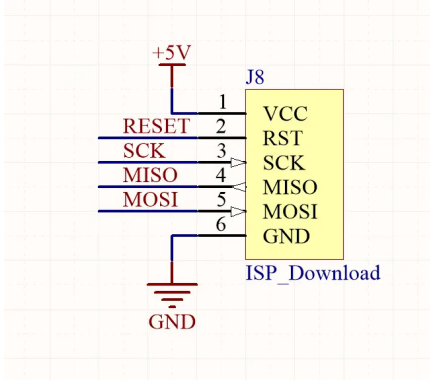 +5V
J8
1 VCC
RESET 2 RST
SCK 3 SCK
MISO 4 MISO
MOSI 5 MOSI
6 GND
ISP_Download
GND